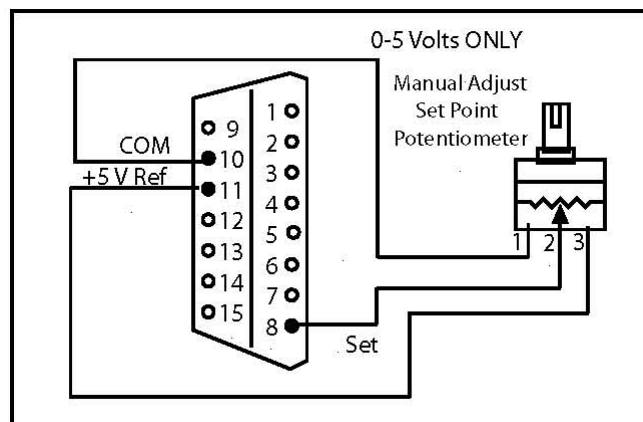 0-5 Volts ONLY
Manual Adjust
Set Point
Potentiometer
COM
+5 V Ref
9
10
11
12
13
14
15
1
2
3
4
5
6
7
8
Set
1 2 3